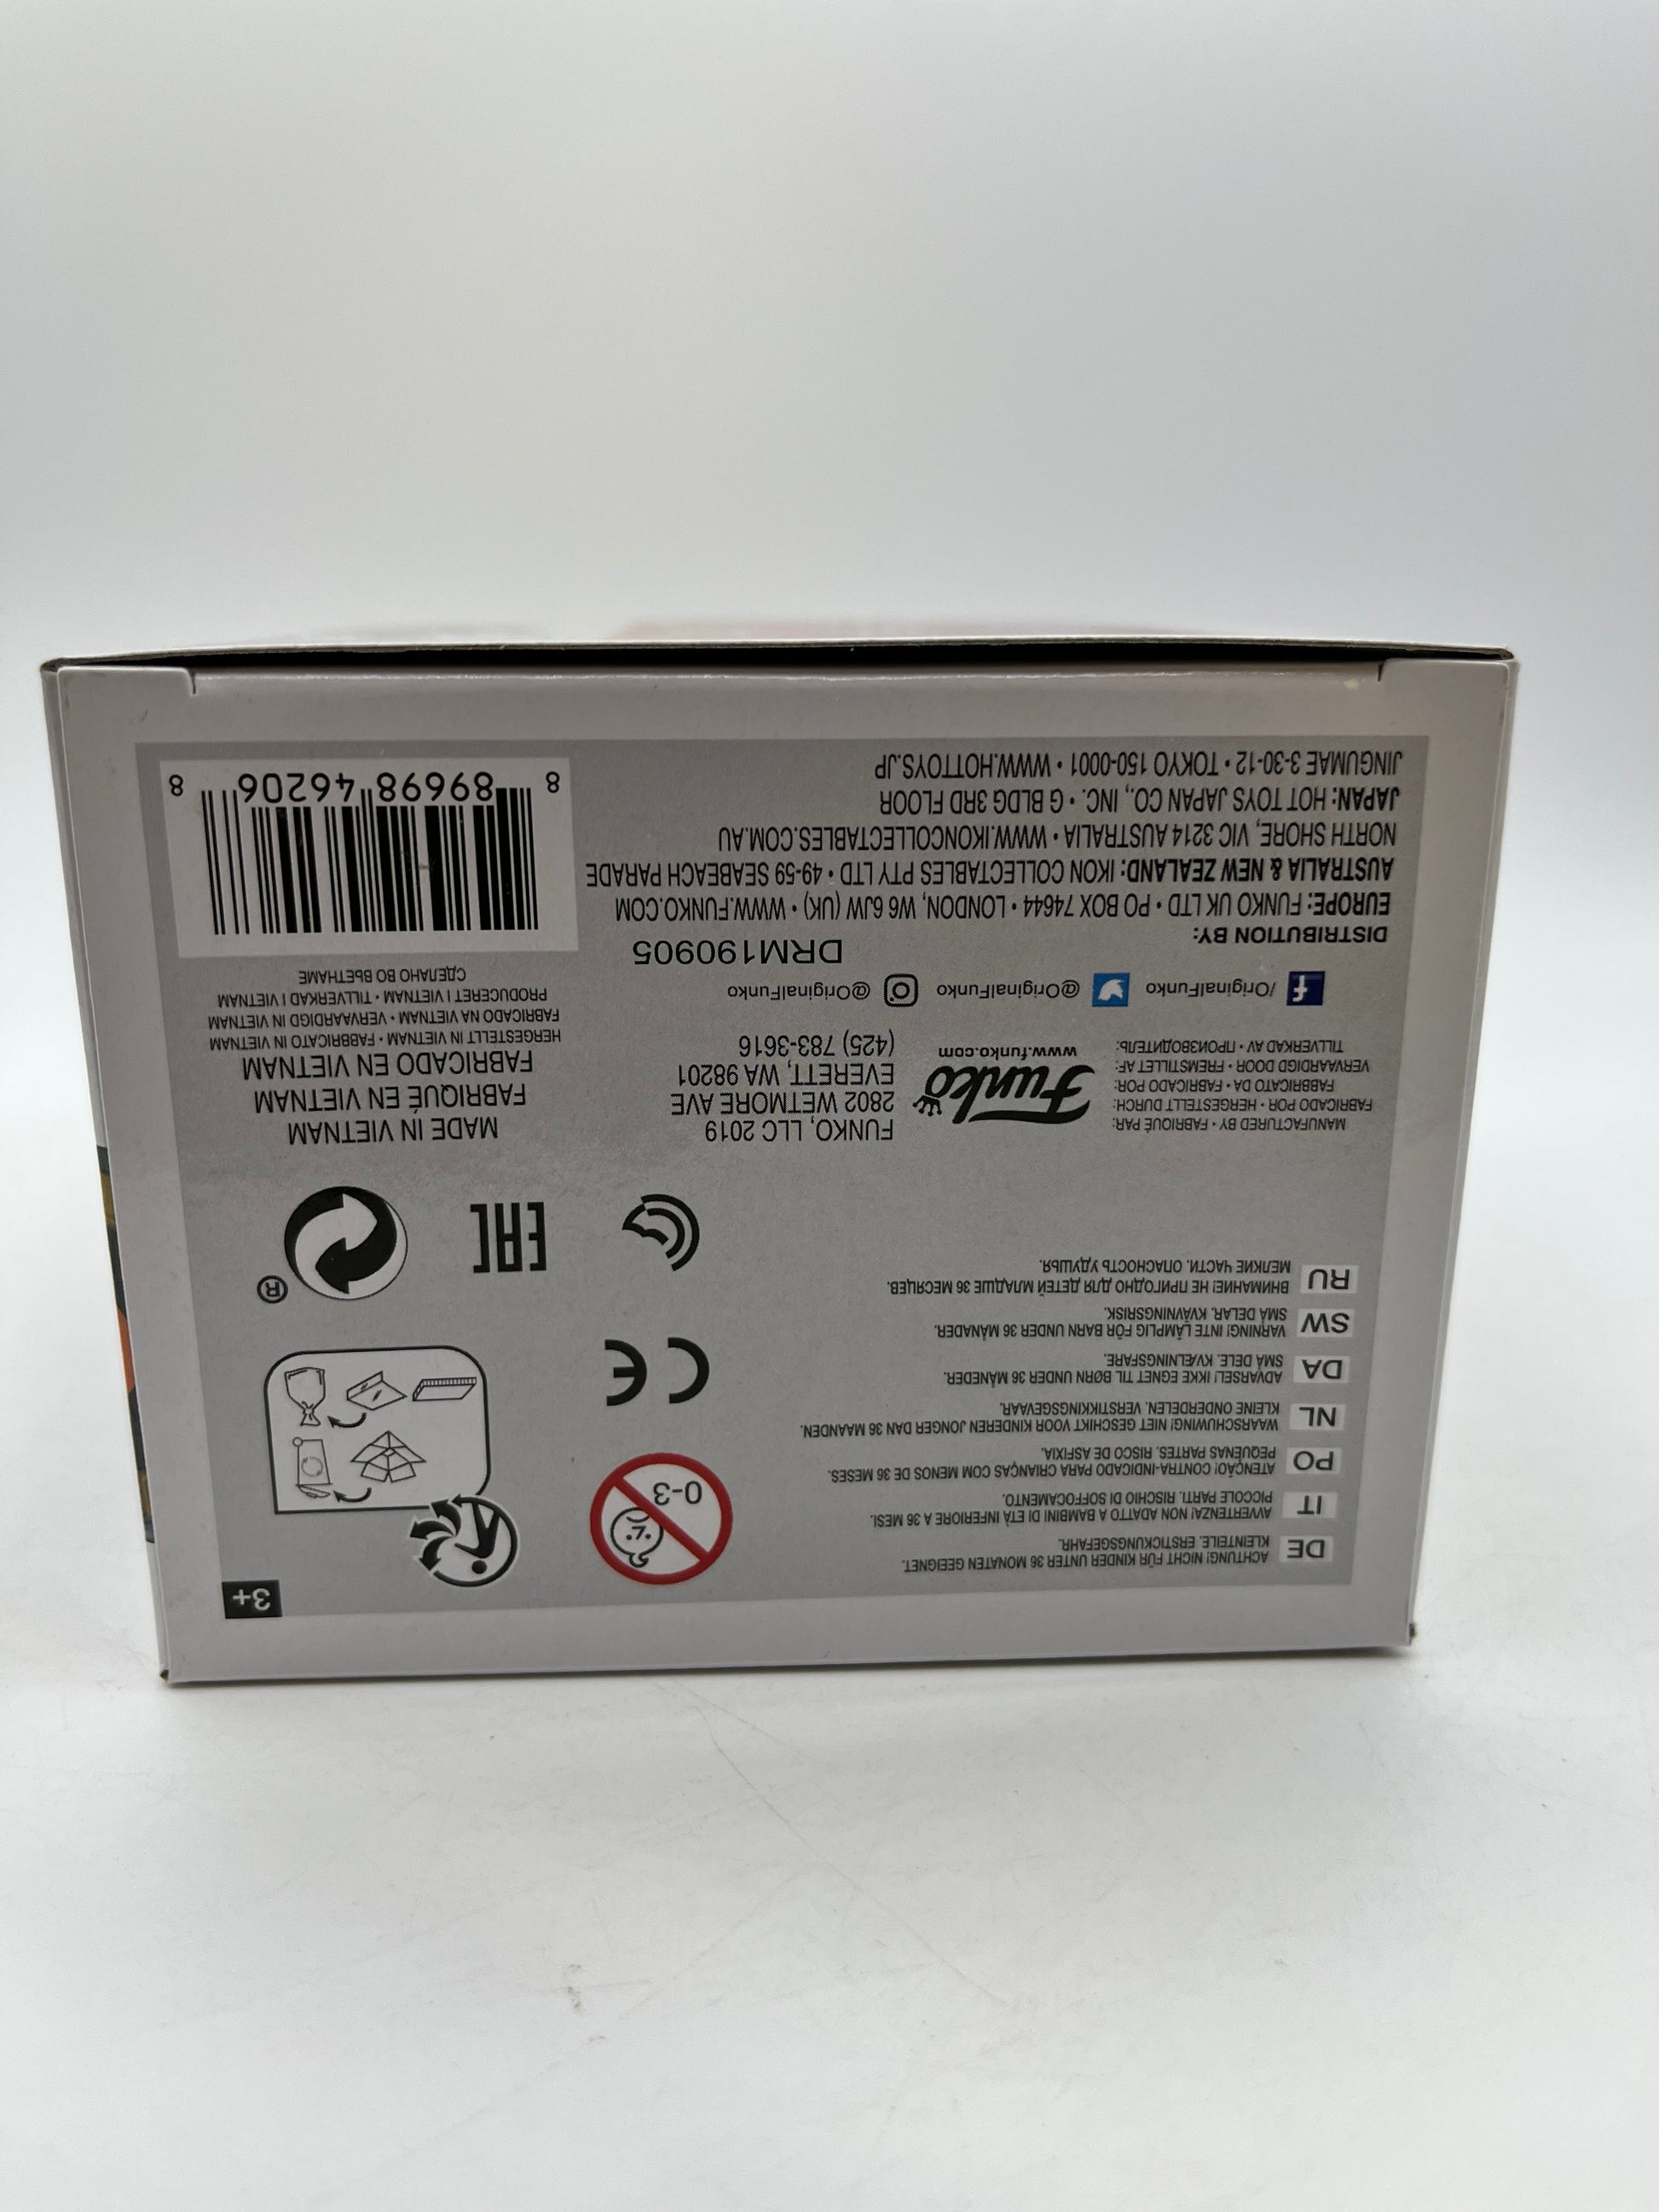 3+
DE
ACHTUNG! NICHT FÜR KINDER UNTER 36 MONATEN GEEIGNET.
KLEINTEILE. ERSTICKUNGSGEFAHR.
IT
AVVERTENZA! NON ADATTO A BAMBINI DI ETÀ INFERIORE A 36 MESI.
PICCOLE PARTI. RISCHIO DI SOFFOCAMENTO.
PO
ATENÇÃO! CONTRA-INDICADO PARA CRIANÇAS COM MENOS DE 36 MESES.
PEQUENAS PARTES. RISCO DE ASFIXIA.
NL
WAARSCHUWING! NIET GESCHIKT VOOR KINDEREN JONGER DAN 36 MAANDEN.
KLEINE ONDERDELEN. VERSTIKKINGSGEVAAR.
DA
ADVARSEL! IKKE EGNET TIL BØRN UNDER 36 MÅNEDER.
SMÅ DELE. KVÆLNINGSFARE.
SW
VARNING! INTE LÄMPLIG FÖR BARN UNDER 36 MÅNADER.
SMÅ DELAR. KVÄVNINGSRISK.
RU
ВНИМАНИЕ! НЕ ПРИГОДНО ДЛЯ ДЕТЕЙ МЛАДШЕ 36 МЕСЯЦЕВ.
МЕЛКИЕ ЧАСТИ. ОПАСНОСТЬ УДУШЬЯ.
0-3
CE
EAC
®
MANUFACTURED BY • FABRIQUÉ PAR:
FABRICADO POR • HERGESTELLT DURCH:
FABBRICATO DA • FABRICADO POR:
VERVAARDIGD DOOR • FREMSTILLET AF:
TILLVERKAD AV • ПРОИЗВОДИТЕЛЬ:
Funko
www.funko.com
FUNKO, LLC 2019
2802 WETMORE AVE
EVERETT, WA 98201
(425) 783-3616
/OriginalFunko @OriginalFunko @OriginalFunko
DRM190905
DISTRIBUTION BY:
EUROPE: FUNKO UK LTD • PO BOX 74644 • LONDON, W6 6JW (UK) • WWW.FUNKO.COM
AUSTRALIA & NEW ZEALAND: IKON COLLECTABLES PTY LTD • 49-59 SEABEACH PARADE
NORTH SHORE, VIC 3214 AUSTRALIA • WWW.IKONCOLLECTABLES.COM.AU
JAPAN: HOT TOYS JAPAN CO., INC. • G BLDG 3RD FLOOR
JINGUMAE 3-30-12 • TOKYO 150-0001 • WWW.HOTTOYS.JP
MADE IN VIETNAM
FABRIQUÉ EN VIETNAM
FABRICADO EN VIETNAM
HERGESTELLT IN VIETNAM • FABBRICATO IN VIETNAM
FABRICADO NA VIETNAM • VERVAARDIGD IN VIETNAM
PRODUCERET I VIETNAM • TILLVERKAD I VIETNAM
СДЕЛАНО ВО ВЬЕТНАМЕ
8 89698 46206 8